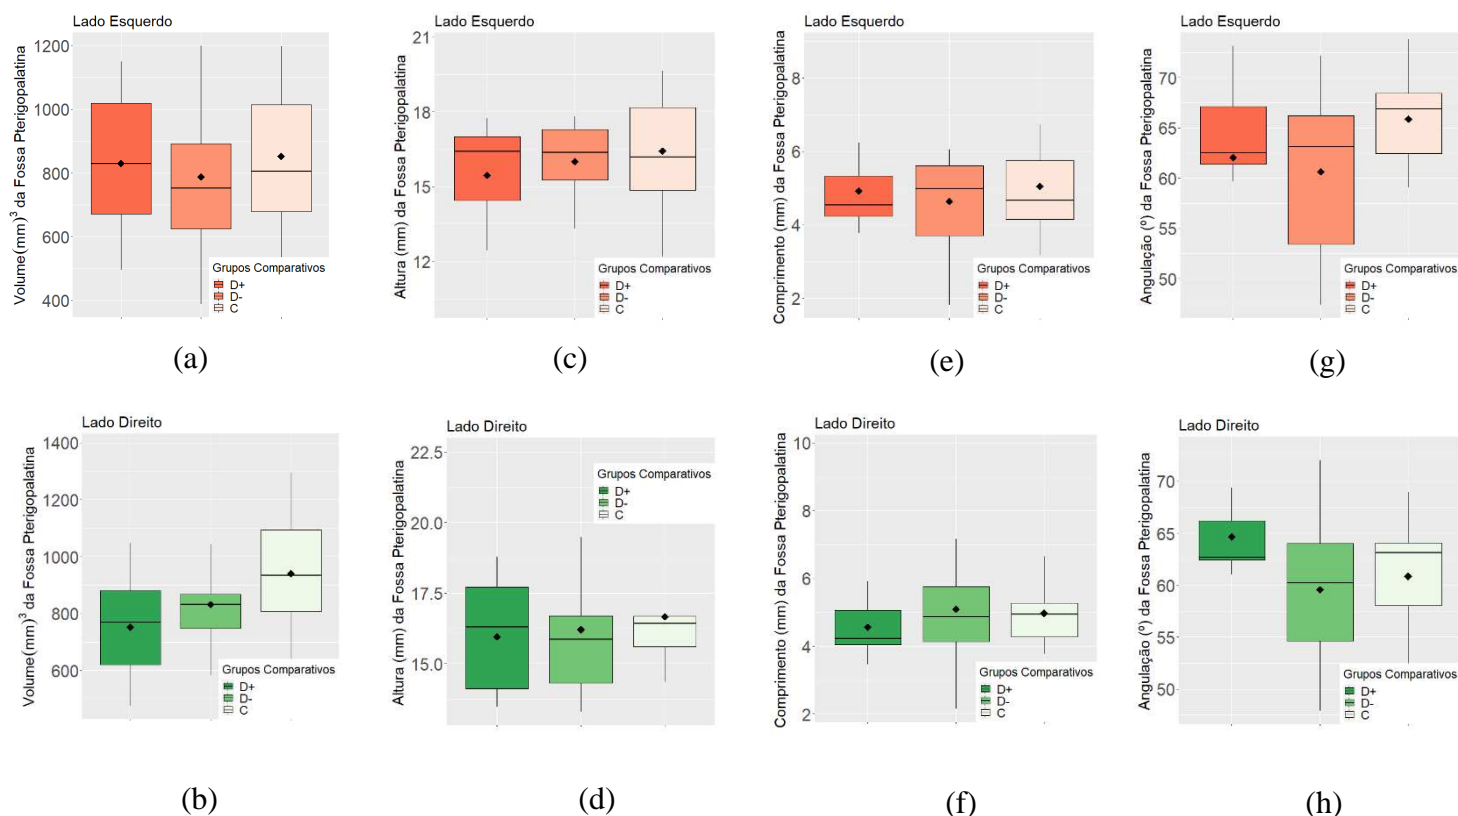 Lado Esquerdo
Volume(mm)³ da Fossa Pterigopalatina
1200
1000
800
600
400
Grupos Comparativos
D+
D-
C
(a)
Lado Esquerdo
Altura (mm) da Fossa Pterigopalatina
21
18
15
12
Grupos Comparativos
D+
D-
C
(c)
Lado Esquerdo
Comprimento (mm) da Fossa Pterigopalatina
8
6
4
2
Grupos Comparativos
D+
D-
C
(e)
Lado Esquerdo
Angulação (º) da Fossa Pterigopalatina
70
65
60
55
50
Grupos Comparativos
D+
D-
C
(g)
Lado Direito
Volume(mm)³ da Fossa Pterigopalatina
1400
1200
1000
800
600
Grupos Comparativos
D+
D-
C
(b)
Lado Direito
Altura (mm) da Fossa Pterigopalatina
22.5
20.0
17.5
15.0
Grupos Comparativos
D+
D-
C
(d)
Lado Direito
Comprimento (mm) da Fossa Pterigopalatina
10
8
6
4
2
Grupos Comparativos
D+
D-
C
(f)
Lado Direito
Angulação (º) da Fossa Pterigopalatina
70
65
60
55
50
Grupos Comparativos
D+
D-
C
(h)